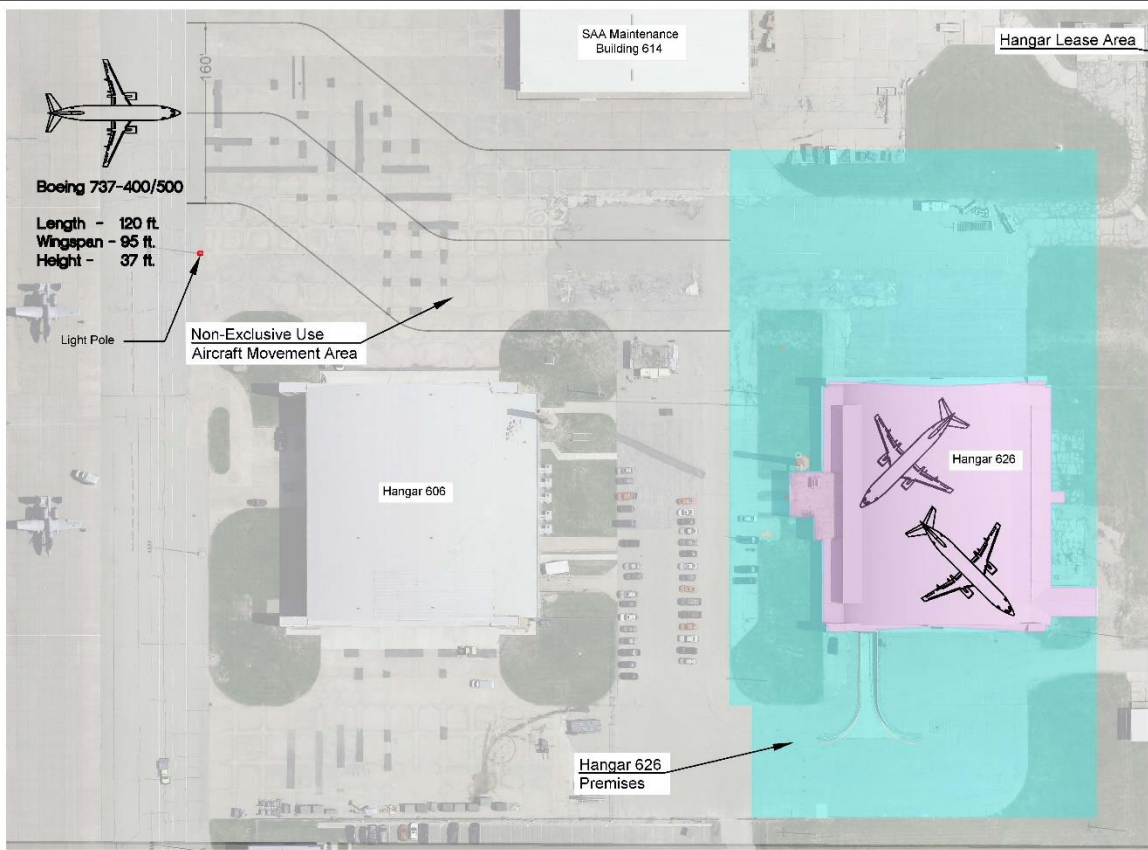 SAA Maintenance
Building 614
Hangar Lease Area
160'
Boeing 737-400/500
Length - 120 ft.
Wingspan - 95 ft.
Height - 37 ft.
Light Pole
Non-Exclusive Use
Aircraft Movement Area
Hangar 606
Hangar 626
Hangar 626
Premises